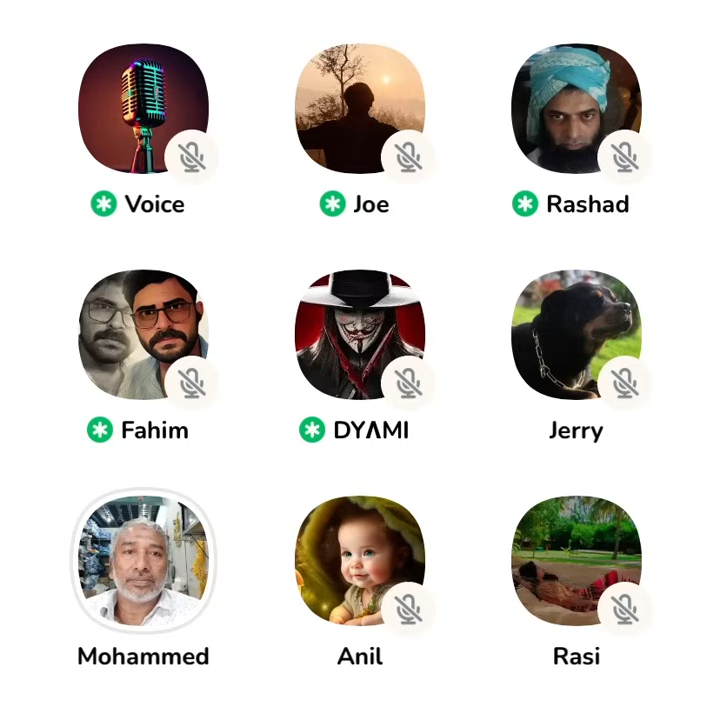 Voice
Joe
Rashad
Fahim
DYΛMI
Jerry
Mohammed
Anil
Rasi